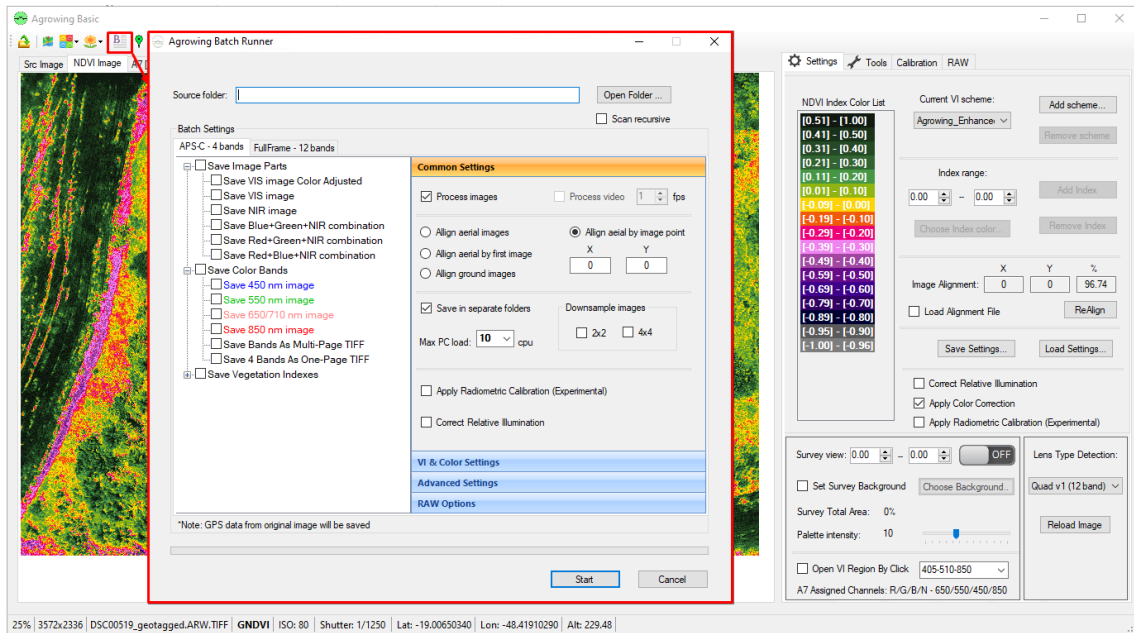 Agrowing Basic
B
Agrowing Batch Runner
Src Image
NDVI Image
Source folder:
Open Folder ...
Scan recursive
Batch Settings
APS-C - 4 bands
FullFrame - 12 bands
Save Image Parts
Save VIS image Color Adjusted
Save VIS image
Save NIR image
Save Blue+Green+NIR combination
Save Red+Green+NIR combination
Save Red+Blue+NIR combination
Save Color Bands
Save 450 nm image
Save 550 nm image
Save 650/710 nm image
Save 850 nm image
Save Bands As Multi-Page TIFF
Save 4 Bands As One-Page TIFF
Save Vegetation Indexes
Common Settings
Process images
Process video
1
fps
Allign aerial images
Allign aeial by image point
Allign aerial by first image
X
Y
0
0
Allign ground images
Save in separate folders
Downsample images
2x2
4x4
Max PC load:
10
cpu
Apply Radiometric Calibration (Experimental)
Correct Relative Illumination
VI & Color Settings
Advanced Settings
RAW Options
*Note: GPS data from original image will be saved
Start
Cancel
Settings
Tools
Calibration
RAW
NDVI Index Color List
[0.51] - [1.00]
[0.41] - [0.50]
[0.31] - [0.40]
[0.21] - [0.30]
[0.11] - [0.20]
[0.01] - [0.10]
[-0.09] - [0.00]
[-0.19] - [-0.10]
[-0.29] - [-0.20]
[-0.39] - [-0.30]
[-0.49] - [-0.40]
[-0.59] - [-0.50]
[-0.69] - [-0.60]
[-0.79] - [-0.70]
[-0.89] - [-0.80]
[-0.95] - [-0.90]
[-1.00] - [-0.96]
Current VI scheme:
Add scheme...
Agrowing_Enhance
Remove scheme
Index range:
0.00
--
0.00
Add Index
Choose Index color...
Remove Index
X
Y
%
Image Alignment:
0
0
96.74
Load Alignment File
ReAlign
Save Settings...
Load Settings...
Correct Relative Illumination
Apply Color Correction
Apply Radiometric Calibration (Experimental)
Survey view:
0.00
--
0.00
OFF
Set Survey Background
Choose Background..
Survey Total Area:
0%
Palette intensity:
10
Open VI Region By Click
405-510-850
A7 Assigned Channels: R/G/B/N - 650/550/450/850
Lens Type Detection:
Quad v1 (12 band)
Reload Image
25%
3572x2336
DSC00519_geotagged.ARW.TIFF
GNDVI
ISO: 80
Shutter: 1/1250
Lat: -19.00650340
Lon: -48.41910290
Alt: 229.48